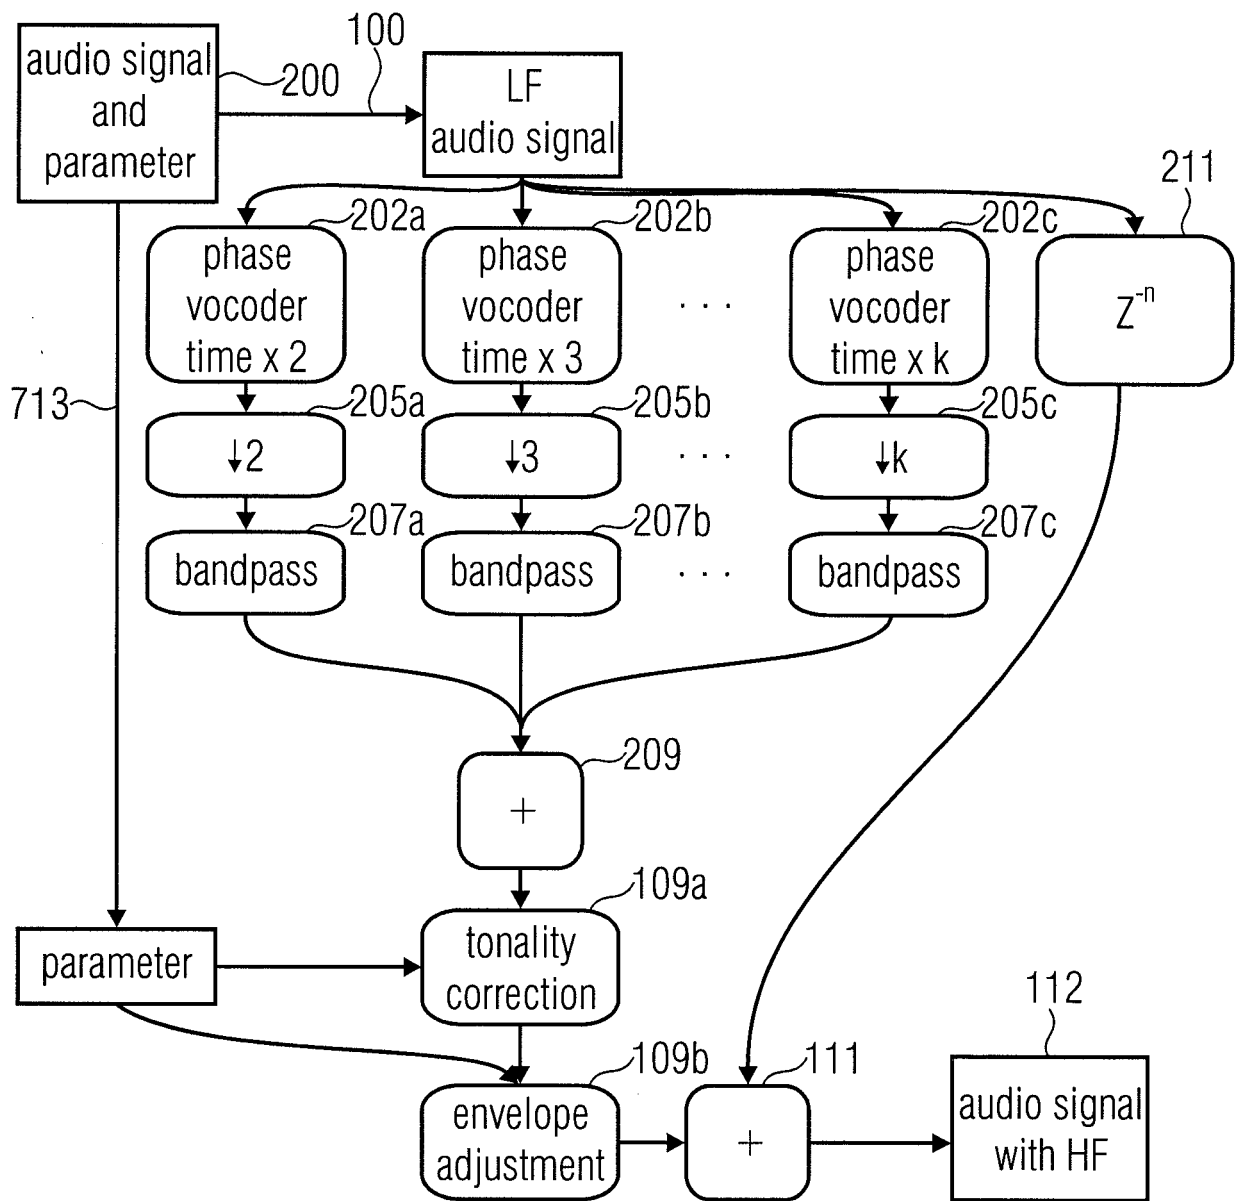 audio signal
and
parameter
200
100
LF
audio signal
202a
202b
202c
211
phase
vocoder
time x 2
phase
vocoder
time x 3
. . .
phase
vocoder
time x k
Z⁻ⁿ
713
205a
205b
205c
↓2
↓3
. . .
↓k
207a
207b
207c
bandpass
bandpass
. . .
bandpass
209
+
109a
parameter
tonality
correction
109b
111
112
envelope
adjustment
+
audio signal
with HF